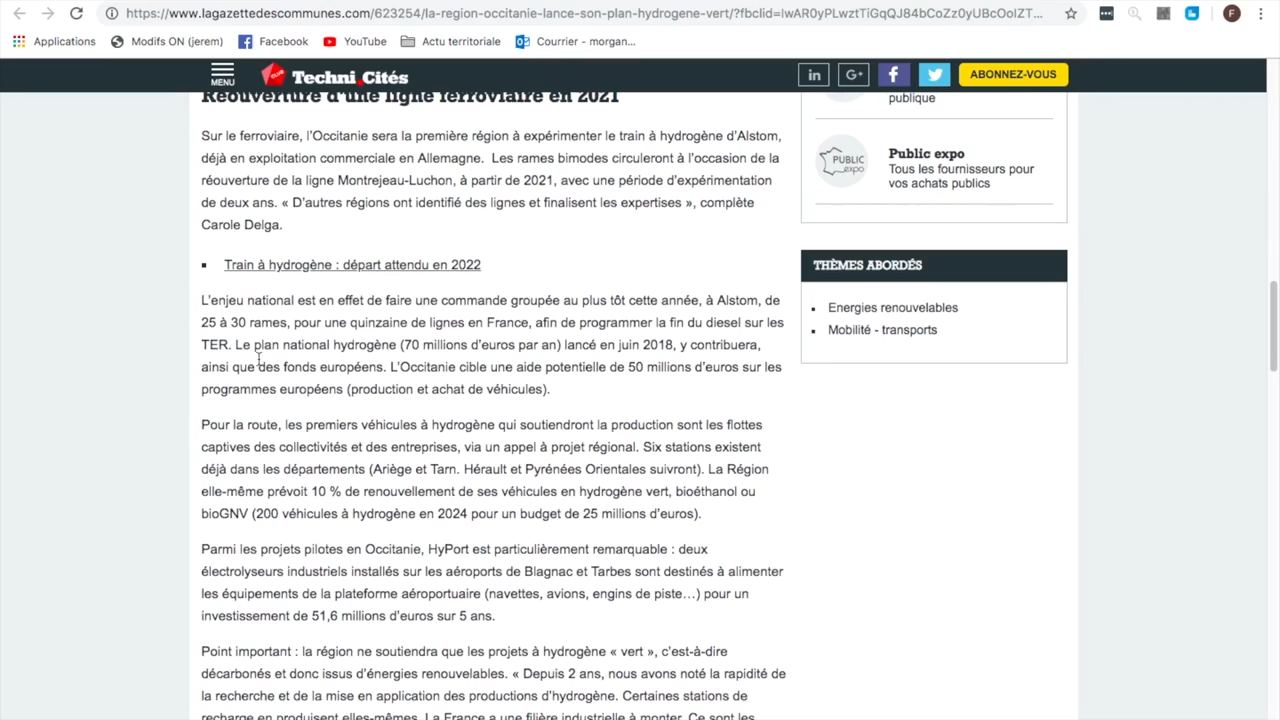 https://www.lagazettedescommunes.com/623254/la-region-occitanie-lance-son-plan-hydrogene-vert/?fbclid=IwAR0yPLwztTiGqQJ84bCoZz0yUBcOoIZT...
Applications
Modifs ON (jerem)
Facebook
YouTube
Actu territoriale
Courrier - morgan...
F
MENU
CLUB
Techni.Cités
in
G+
f
ABONNEZ-VOUS
Réouverture d'une ligne ferroviaire en 2021
Sur le ferroviaire, l'Occitanie sera la première région à expérimenter le train à hydrogène d'Alstom,
déjà en exploitation commerciale en Allemagne. Les rames bimodes circuleront à l'occasion de la
réouverture de la ligne Montrejeau-Luchon, à partir de 2021, avec une période d'expérimentation
de deux ans. « D'autres régions ont identifié des lignes et finalisent les expertises », complète
Carole Delga.
Train à hydrogène : départ attendu en 2022
L'enjeu national est en effet de faire une commande groupée au plus tôt cette année, à Alstom, de
25 à 30 rames, pour une quinzaine de lignes en France, afin de programmer la fin du diesel sur les
TER. Le plan national hydrogène (70 millions d'euros par an) lancé en juin 2018, y contribuera,
ainsi que des fonds européens. L'Occitanie cible une aide potentielle de 50 millions d'euros sur les
programmes européens (production et achat de véhicules).
Pour la route, les premiers véhicules à hydrogène qui soutiendront la production sont les flottes
captives des collectivités et des entreprises, via un appel à projet régional. Six stations existent
déjà dans les départements (Ariège et Tarn. Hérault et Pyrénées Orientales suivront). La Région
elle-même prévoit 10 % de renouvellement de ses véhicules en hydrogène vert, bioéthanol ou
bioGNV (200 véhicules à hydrogène en 2024 pour un budget de 25 millions d'euros).
Parmi les projets pilotes en Occitanie, HyPort est particulièrement remarquable : deux
électrolyseurs industriels installés sur les aéroports de Blagnac et Tarbes sont destinés à alimenter
les équipements de la plateforme aéroportuaire (navettes, avions, engins de piste…) pour un
investissement de 51,6 millions d'euros sur 5 ans.
Point important : la région ne soutiendra que les projets à hydrogène « vert », c'est-à-dire
décarbonés et donc issus d'énergies renouvelables. « Depuis 2 ans, nous avons noté la rapidité de
la recherche et de la mise en application des productions d'hydrogène. Certaines stations de
recharge en produisent elles-mêmes. La France a une filière industrielle à monter. Ce sont les
publique
PUBLIC
expo
Public expo
Tous les fournisseurs pour
vos achats publics
THÈMES ABORDÉS
Energies renouvelables
Mobilité - transports